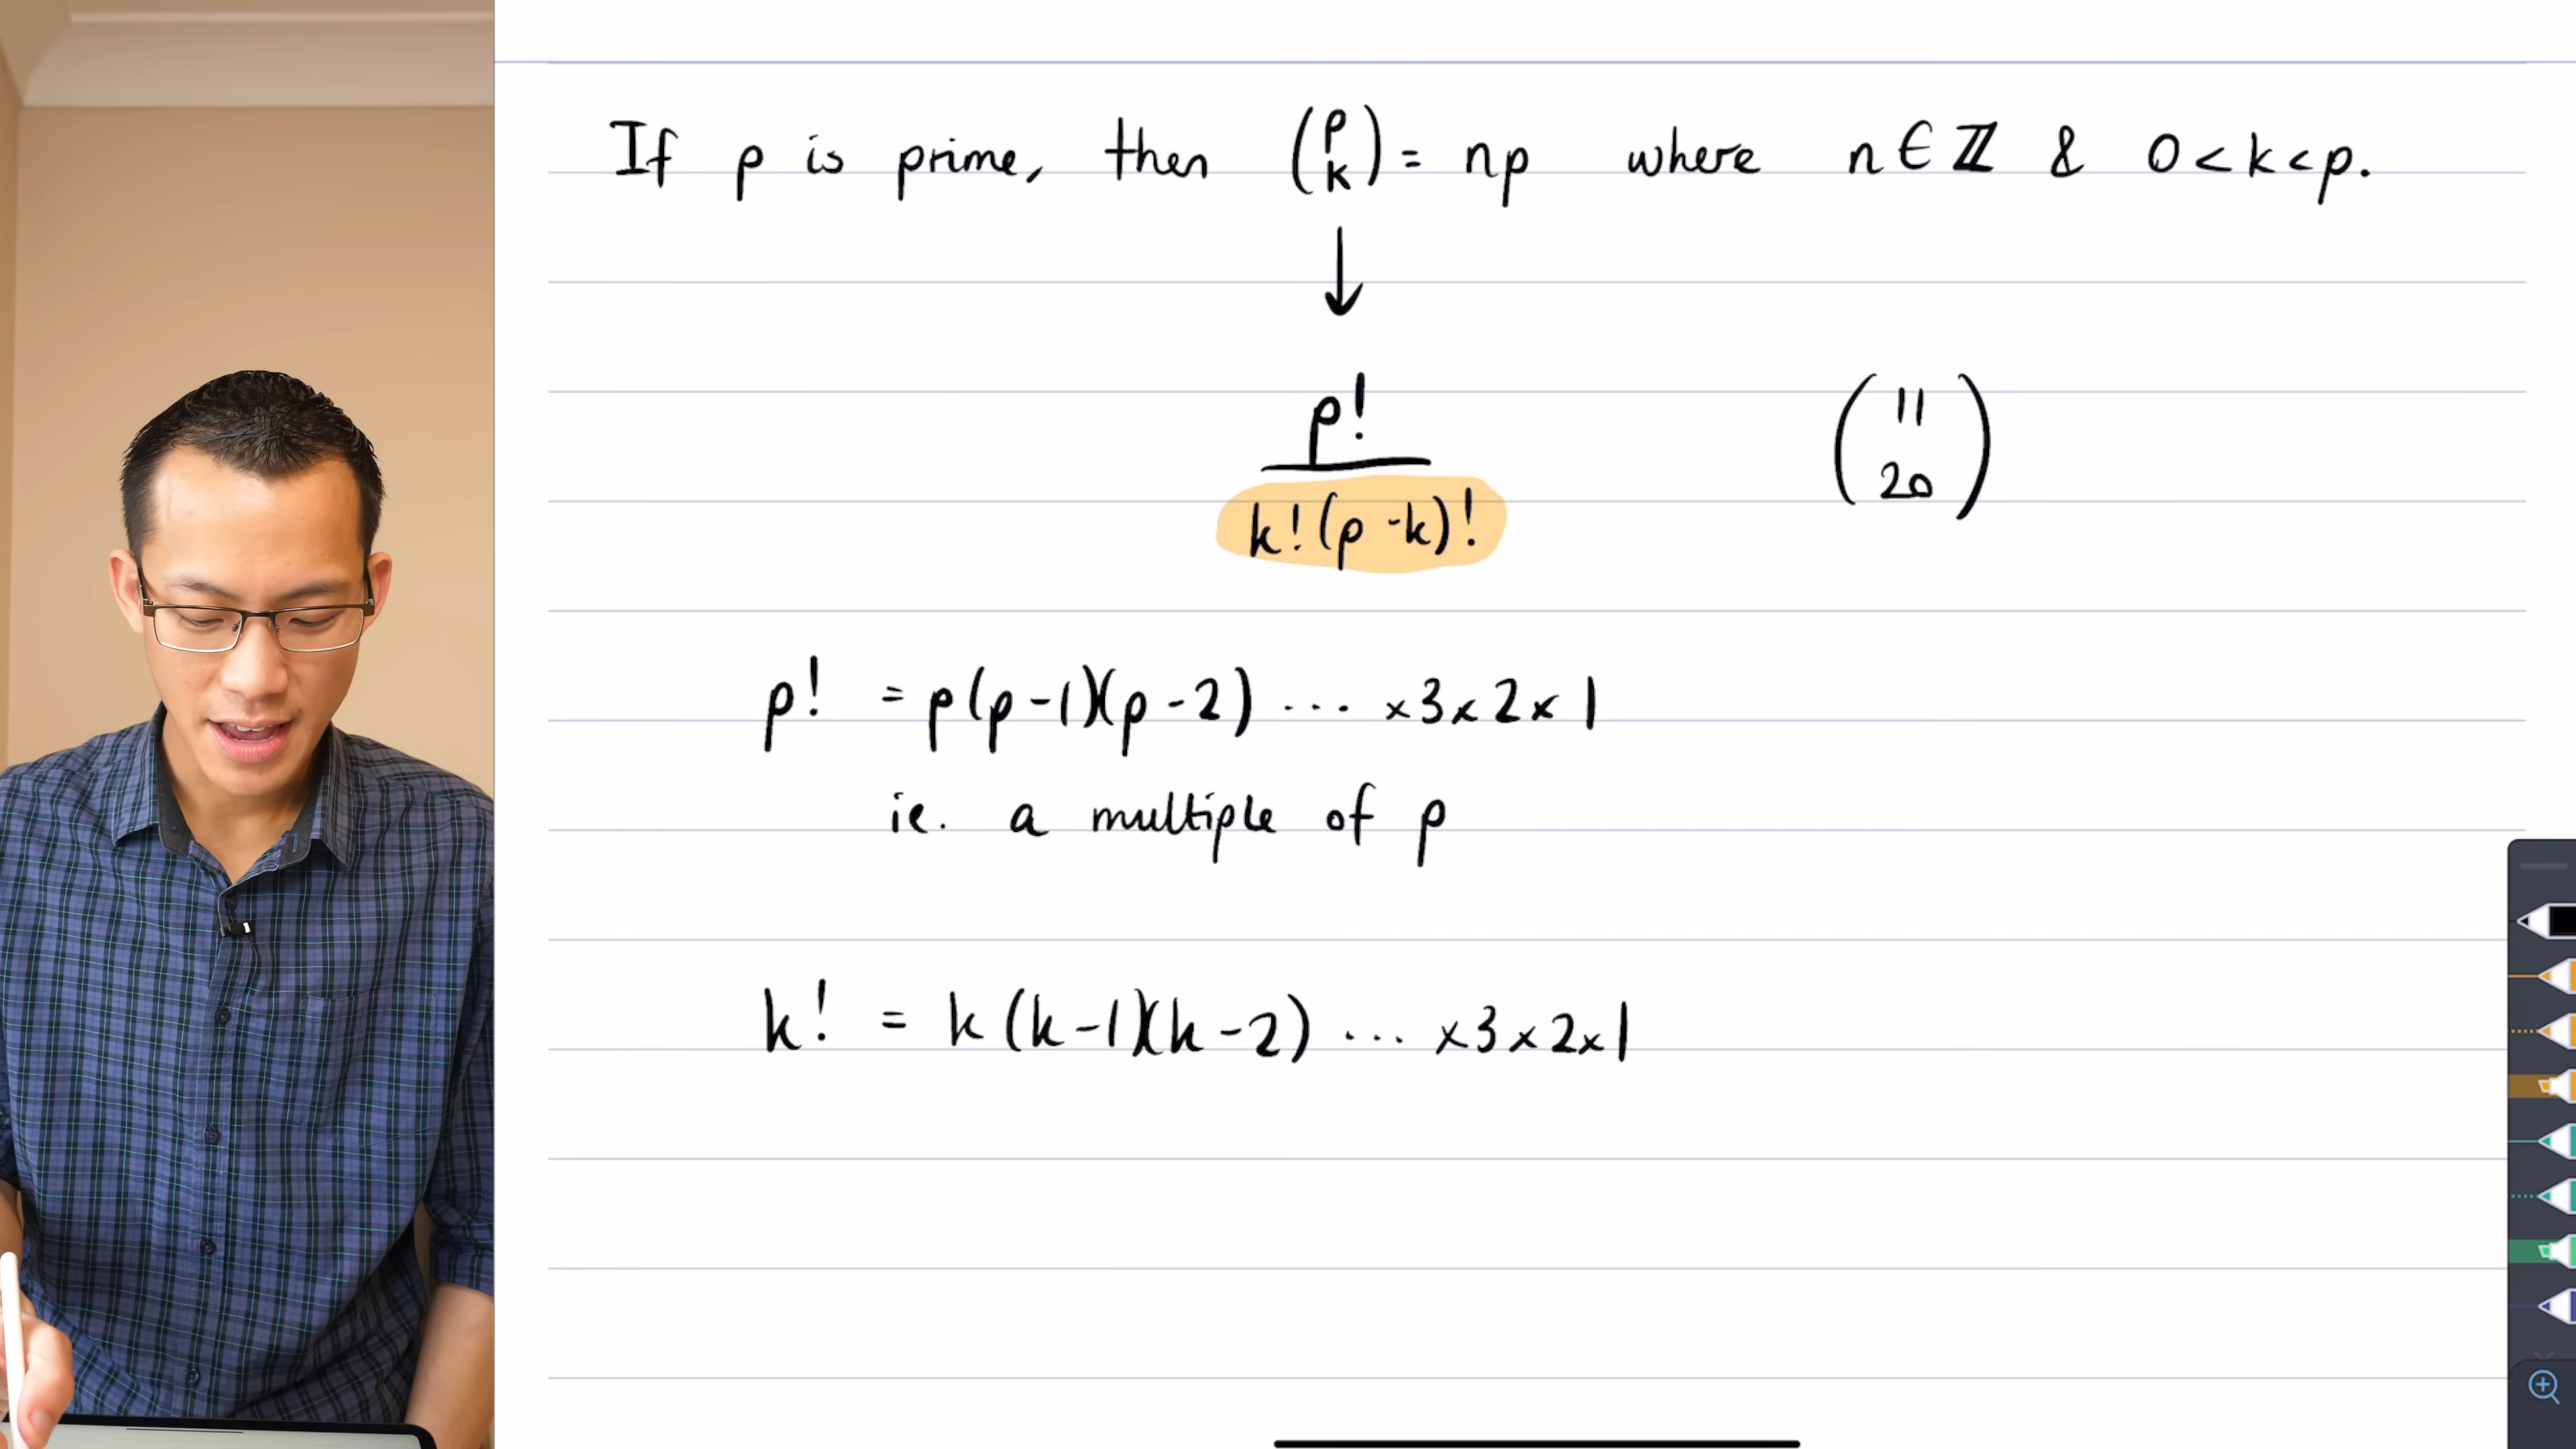 If p is prime, then (p k) = np where n ∈ ℤ & 0 < k < p.
↓
p!
k!(p - k)!
(11 20)
p! = p(p-1)(p-2) ... ×3×2×1
ie. a multiple of p
k! = k(k-1)(k-2) ... ×3×2×1